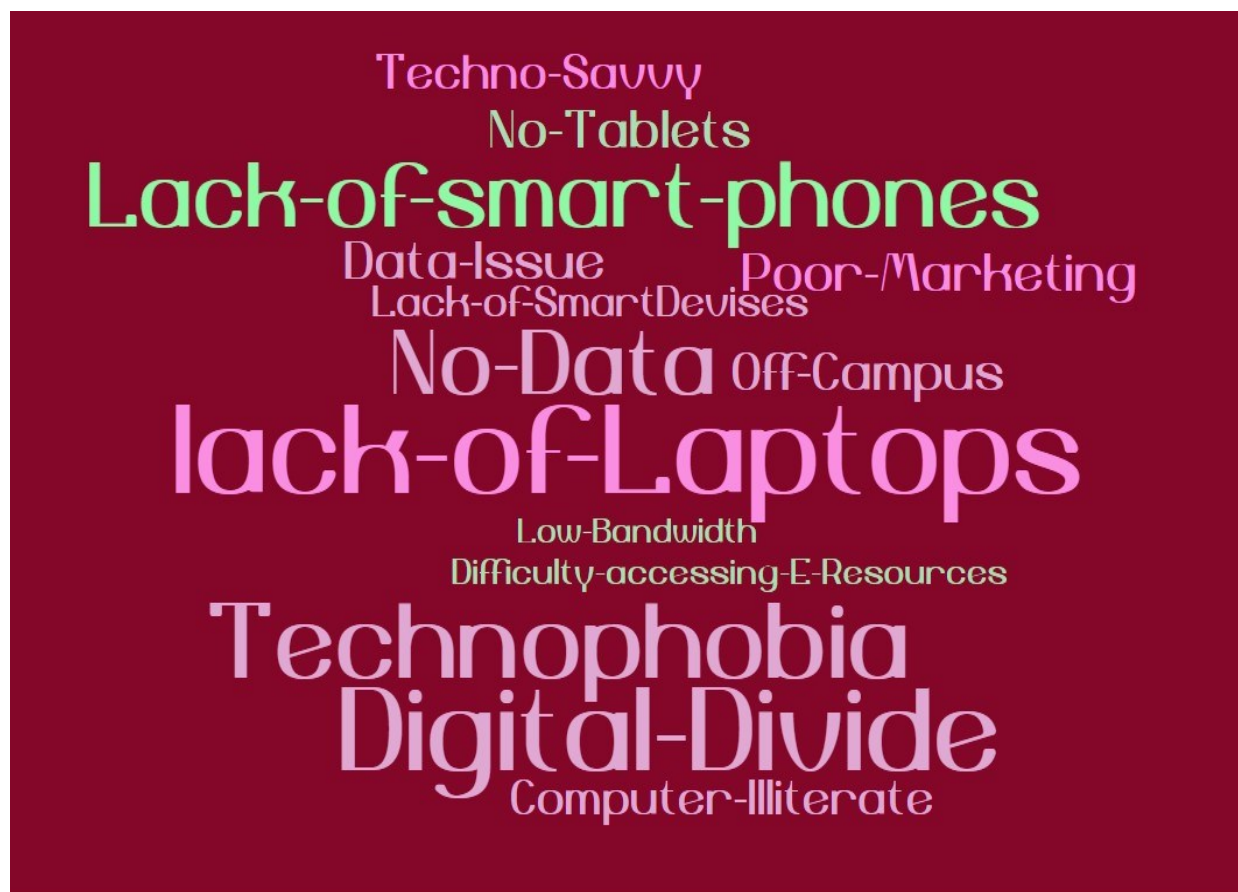 Techno-Savvy
No-Tablets
Lack-of-smart-phones
Data-Issue
Poor-Marketing
Lack-of-SmartDevises
No-Data
Off-Campus
lack-of-Laptops
Low-Bandwidth
Difficulty-accessing-E-Resources
Technophobia
Digital-Divide
Computer-Illiterate